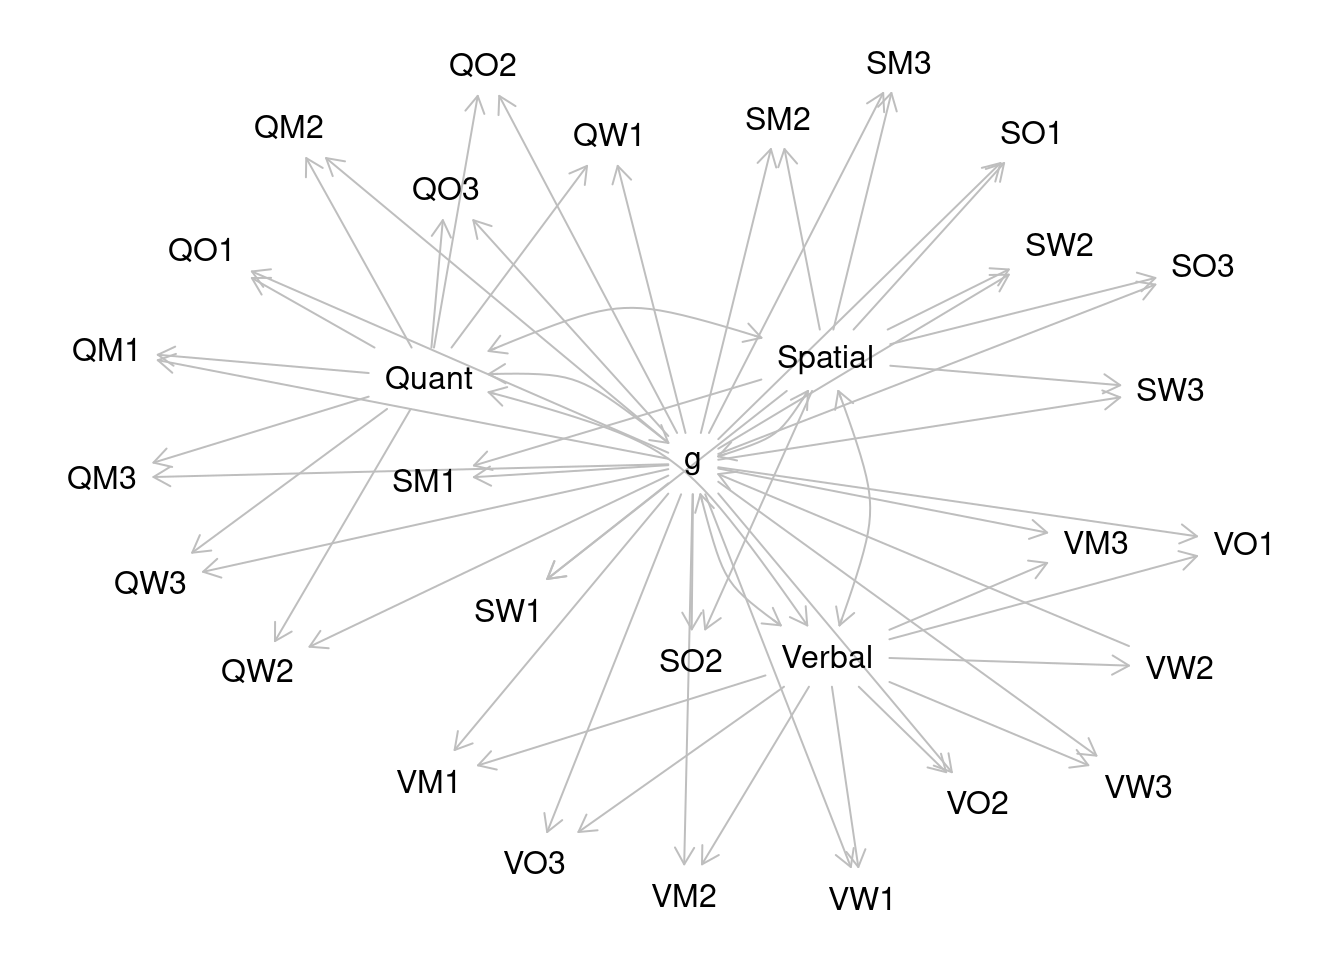 SM3
QO2
SM2
QM2
SO1
QW1
QO3
SW2
QO1
SO3
QM1
Spatial
Quant
SW3
g
QM3
SM1
VM3
VO1
QW3
SW1
Verbal
SO2
VW2
QW2
VM1
VW3
VO2
VO3
VM2
VW1